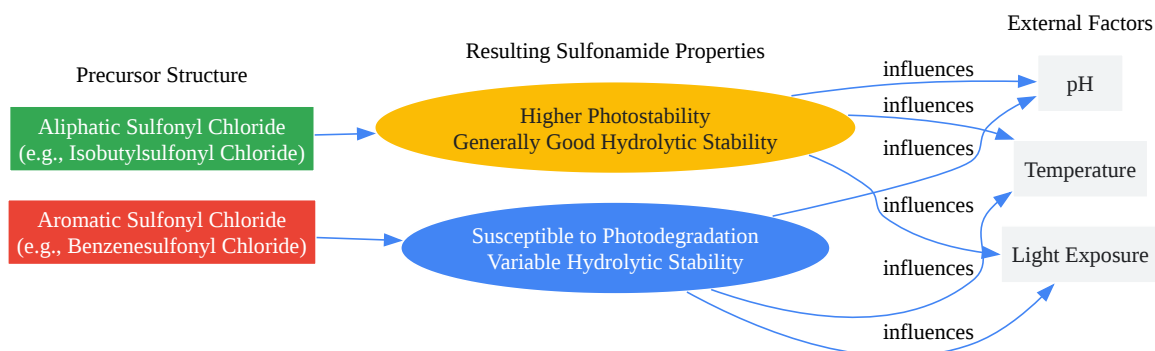 External Factors
Resulting Sulfonamide Properties
Precursor Structure
influences
pH
influences
Aliphatic Sulfonyl Chloride
(e.g., Isobutylsulfonyl Chloride)
Higher Photostability
Generally Good Hydrolytic Stability
influences
Temperature
influences
Aromatic Sulfonyl Chloride
(e.g., Benzenesulfonyl Chloride)
Susceptible to Photodegradation
Variable Hydrolytic Stability
Light Exposure
influences
influences